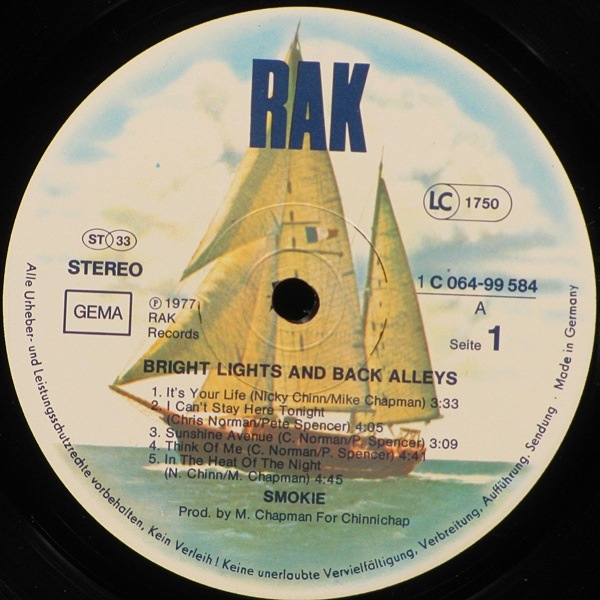 RAK
LC 1750
ST 33
STEREO
GEMA
℗ 1977
RAK
Records
1 C 064-99 584
A
Seite 1
BRIGHT LIGHTS AND BACK ALLEYS
1. It's Your Life (Nicky Chinn/Mike Chapman) 3:33
2. I Can't Stay Here Tonight
(Chris Norman/Pete Spencer) 4:05
3. Sunshine Avenue (C. Norman/P. Spencer) 3:09
4. Think Of Me (C. Norman/P. Spencer) 4:41
5. In The Heat Of The Night
(N. Chinn/M. Chapman) 4:45
SMOKIE
Prod. by M. Chapman For Chinnichap
Alle Urheber- und Leistungsschutzrechte vorbehalten. Kein Verleih! Keine unerlaubte Vervielfältigung, Verbreitung, Aufführung, Sendung · Made in Germany